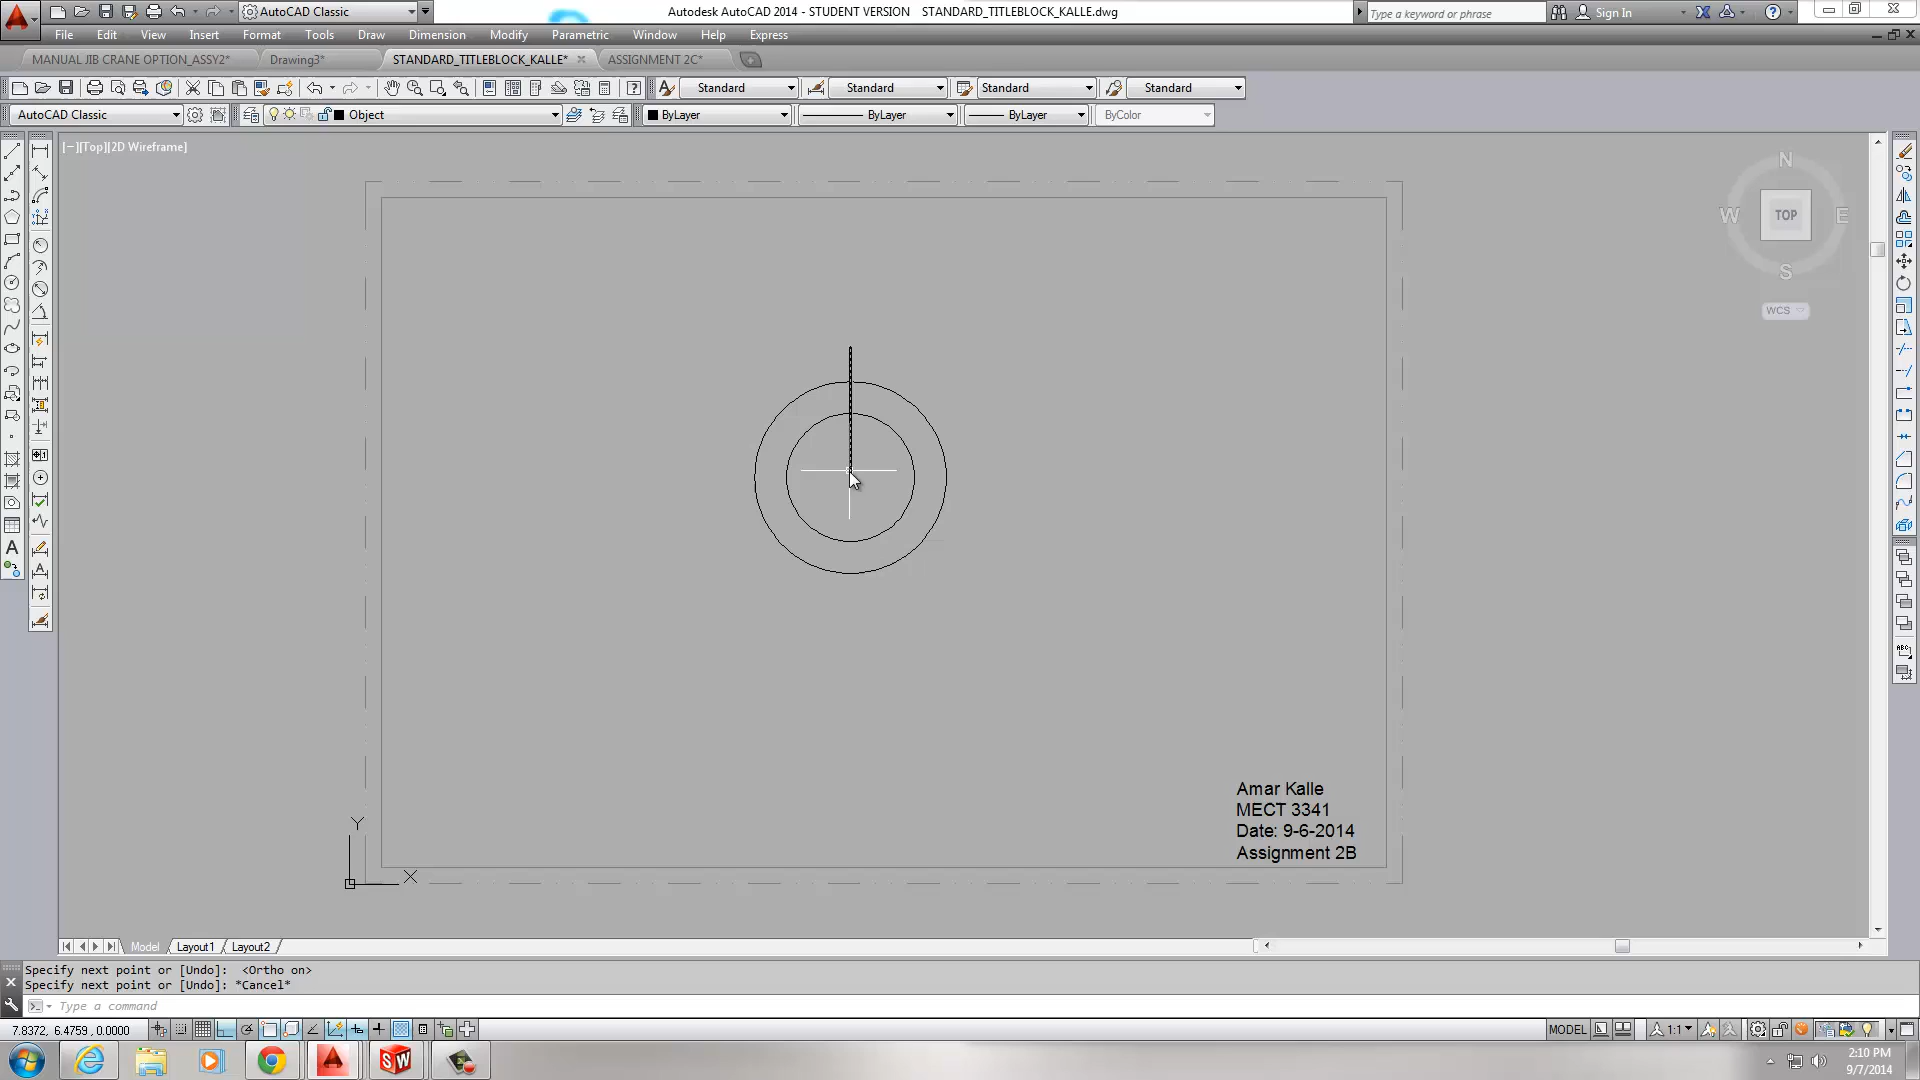 AutoCAD Classic
Autodesk AutoCAD 2014 - STUDENT VERSION STANDARD_TITLEBLOCK_KALLE.dwg
Type a keyword or phrase
Sign In
File Edit View Insert Format Tools Draw Dimension Modify Parametric Window Help Express
MANUAL JIB CRANE OPTION_ASSY2* Drawing3* STANDARD_TITLEBLOCK_KALLE* ASSIGNMENT 2C*
Standard Standard Standard Standard
AutoCAD Classic Object ByLayer ByLayer ByLayer ByColor
[−][Top][2D Wireframe]
N
W TOP E
S
WCS
Amar Kalle
MECT 3341
Date: 9-6-2014
Assignment 2B
Y
X
Model Layout1 Layout2
Specify next point or [Undo]: <Ortho on>
Specify next point or [Undo]: *Cancel*
Type a command
7.8372, 6.4759, 0.0000
MODEL 1:1
SW
2:10 PM
9/7/2014
A
ABC